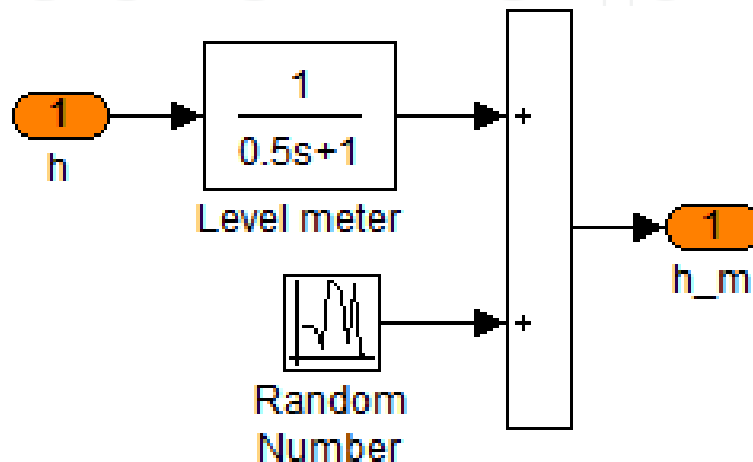 1
h
1
0.5s+1
Level meter
+
+
Random
Number
1
h_m